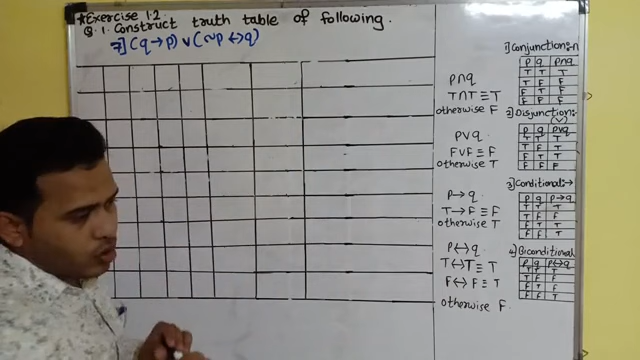 *Exercise 1.2
Q.1. Construct truth table of following.
7] (q→p) ∨ (~p↔q)
p∩q
T∩T≡T
otherwise F
p∨q
F∨F≡F
otherwise T
P→q
T→F≡F
otherwise T
P↔q
T↔T≡T
F↔F≡T
otherwise F.
1] Conjunction:-∩
p q p∩q
T T T
T F F
F T F
F F F
2] Disjunction:-
(∨)
p q p∨q
T T T
T F T
F T T
F F F
3] Conditional:→
p q p→q
T T T
T F F
F T T
F F T
4] Biconditional
p q p↔q
T T T
T F F
F T F
F F T